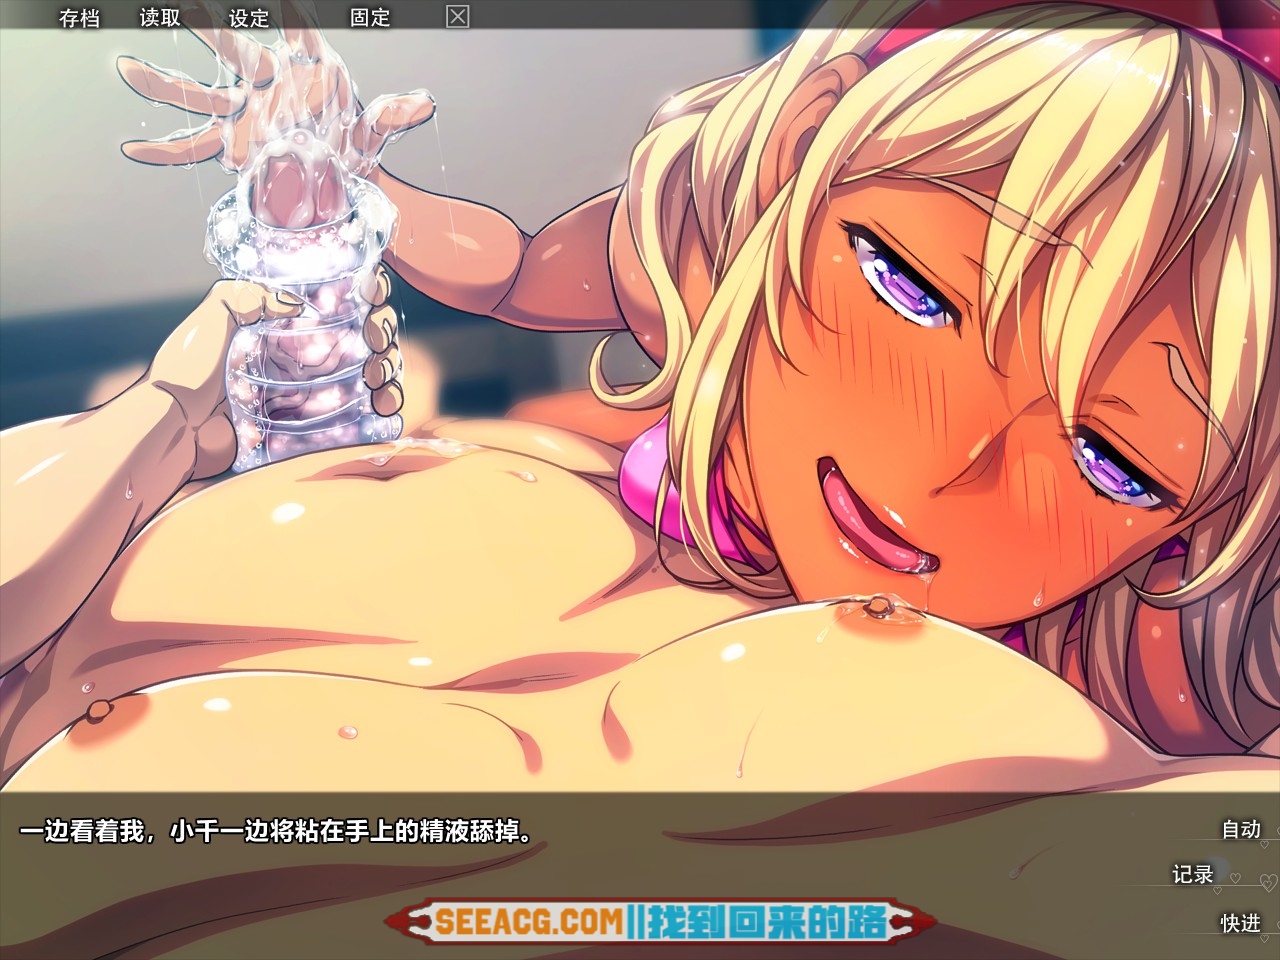 存档 读取 设定 固定
一边看着我，小千一边将粘在手上的精液舔掉。
自动
记录
快进
SEEACG.COM||找到回来的路